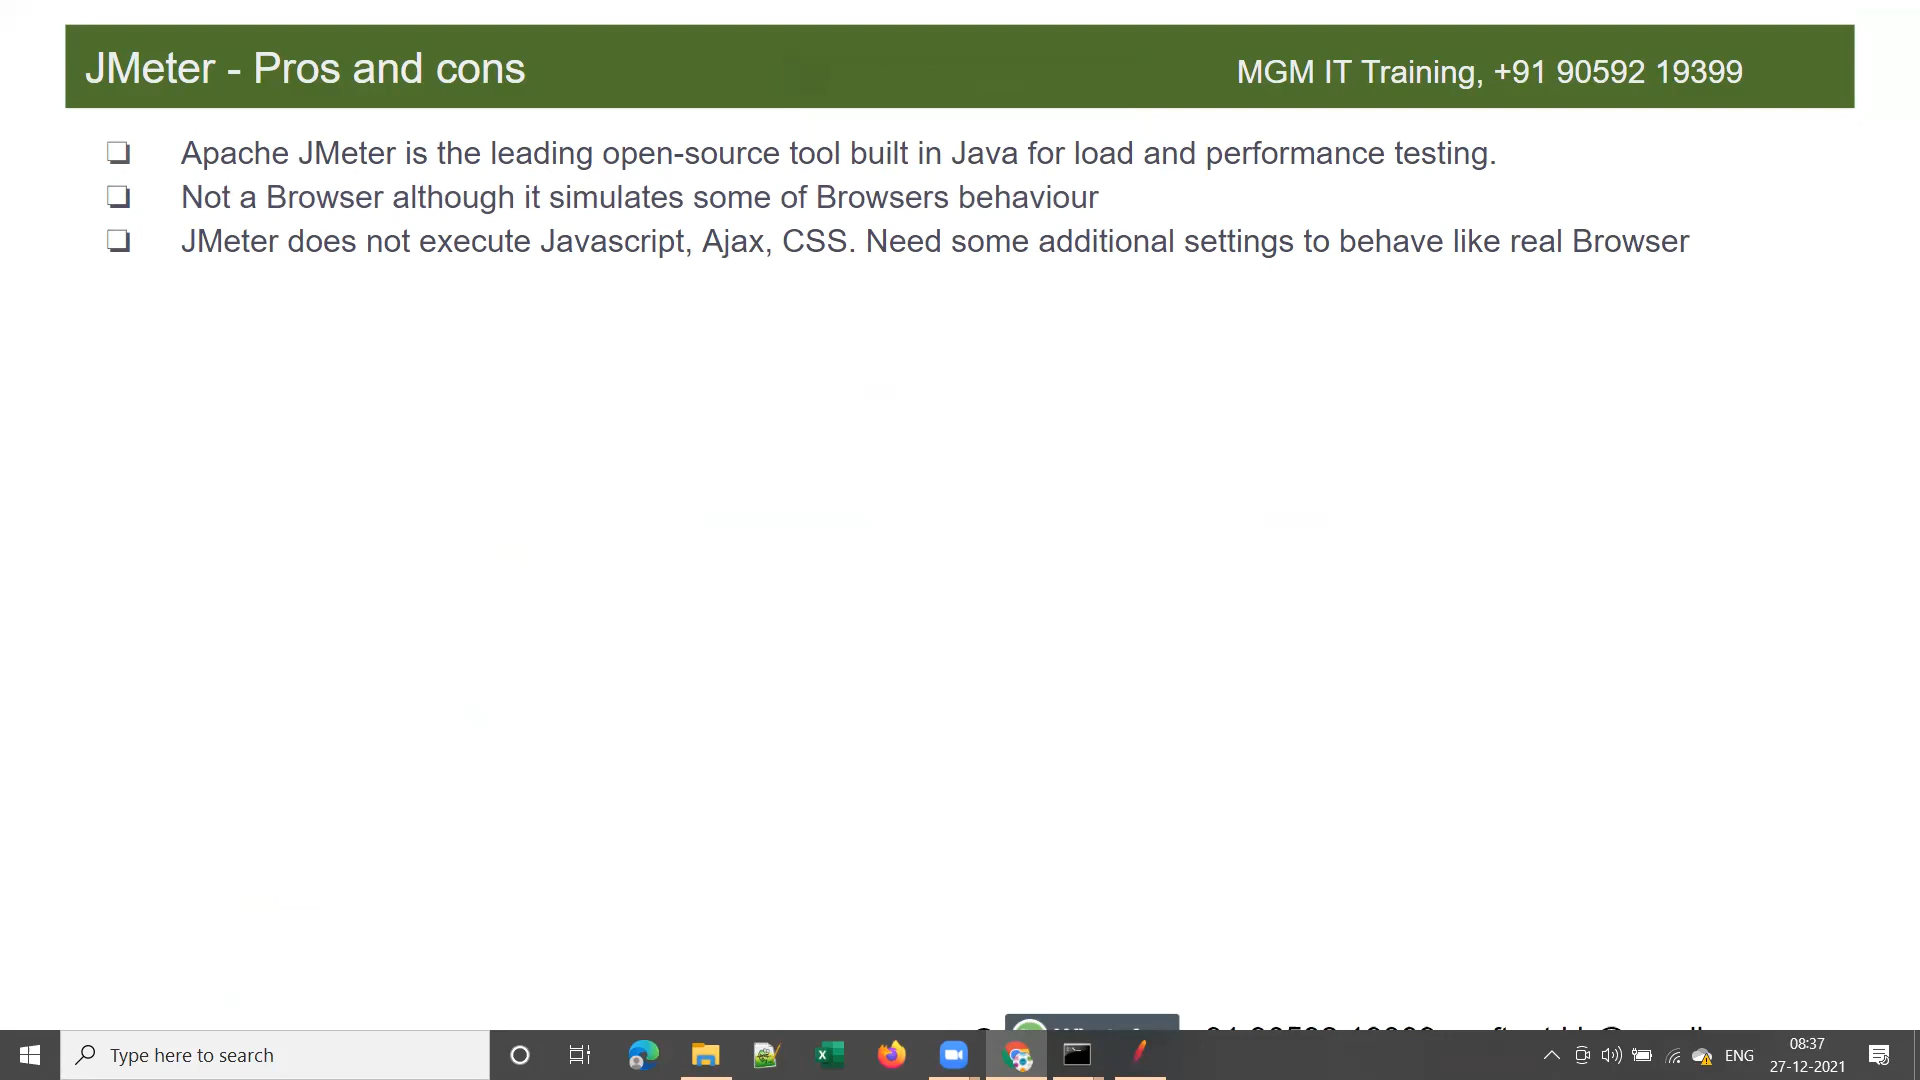 JMeter - Pros and cons
MGM IT Training, +91 90592 19399
❏ Apache JMeter is the leading open-source tool built in Java for load and performance testing.
❏ Not a Browser although it simulates some of Browsers behaviour
❏ JMeter does not execute Javascript, Ajax, CSS. Need some additional settings to behave like real Browser
Type here to search
ENG
08:37
27-12-2021